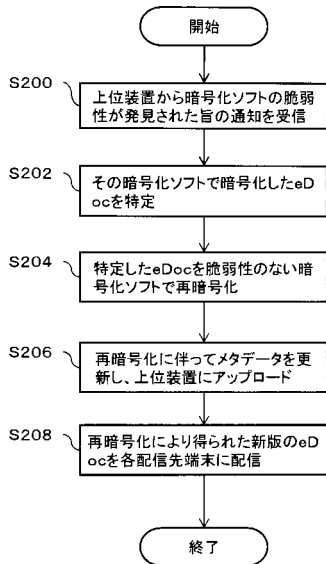 開始
S200
上位装置から暗号化ソフトの脆弱
性が発見された旨の通知を受信
S202
その暗号化ソフトで暗号化したeD
ocを特定
S204
特定したeDocを脆弱性のない暗
号化ソフトで再暗号化
S206
再暗号化に伴ってメタデータを更
新し、上位装置にアップロード
S208
再暗号化により得られた新版のeD
ocを各配信先端末に配信
終了